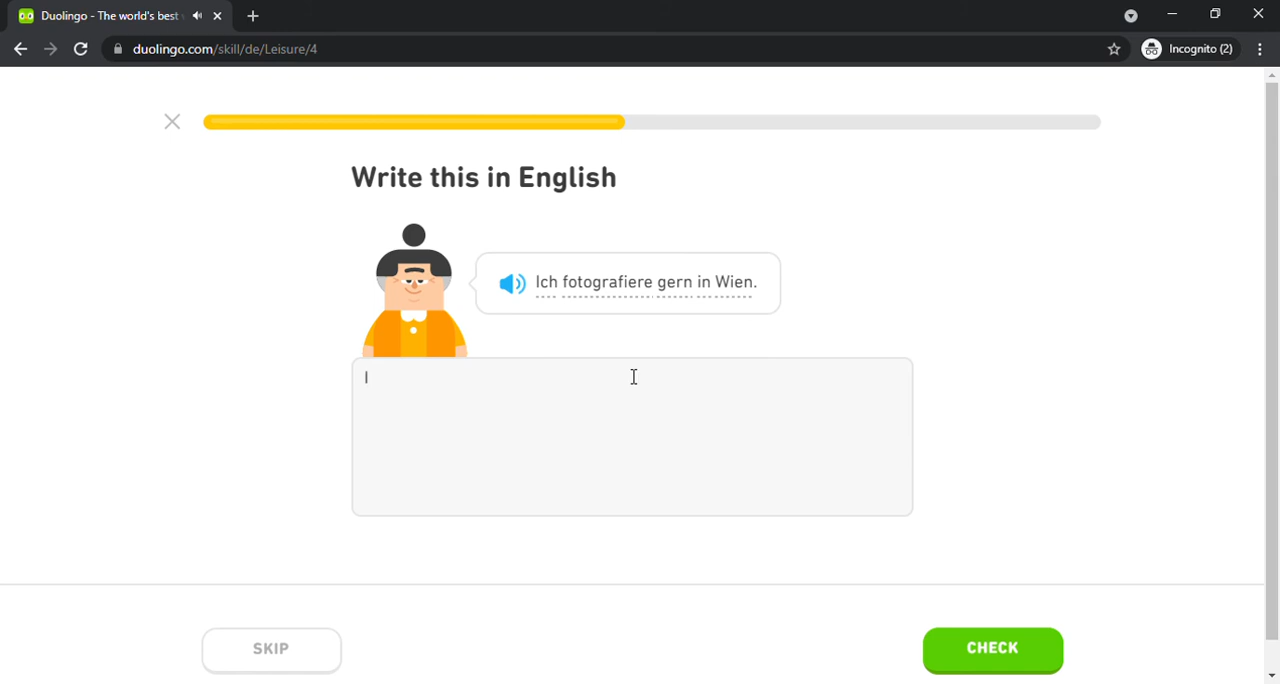 Duolingo - The world's best
duolingo.com/skill/de/Leisure/4
Incognito (2)
Write this in English
Ich fotografiere gern in Wien.
I
SKIP
CHECK